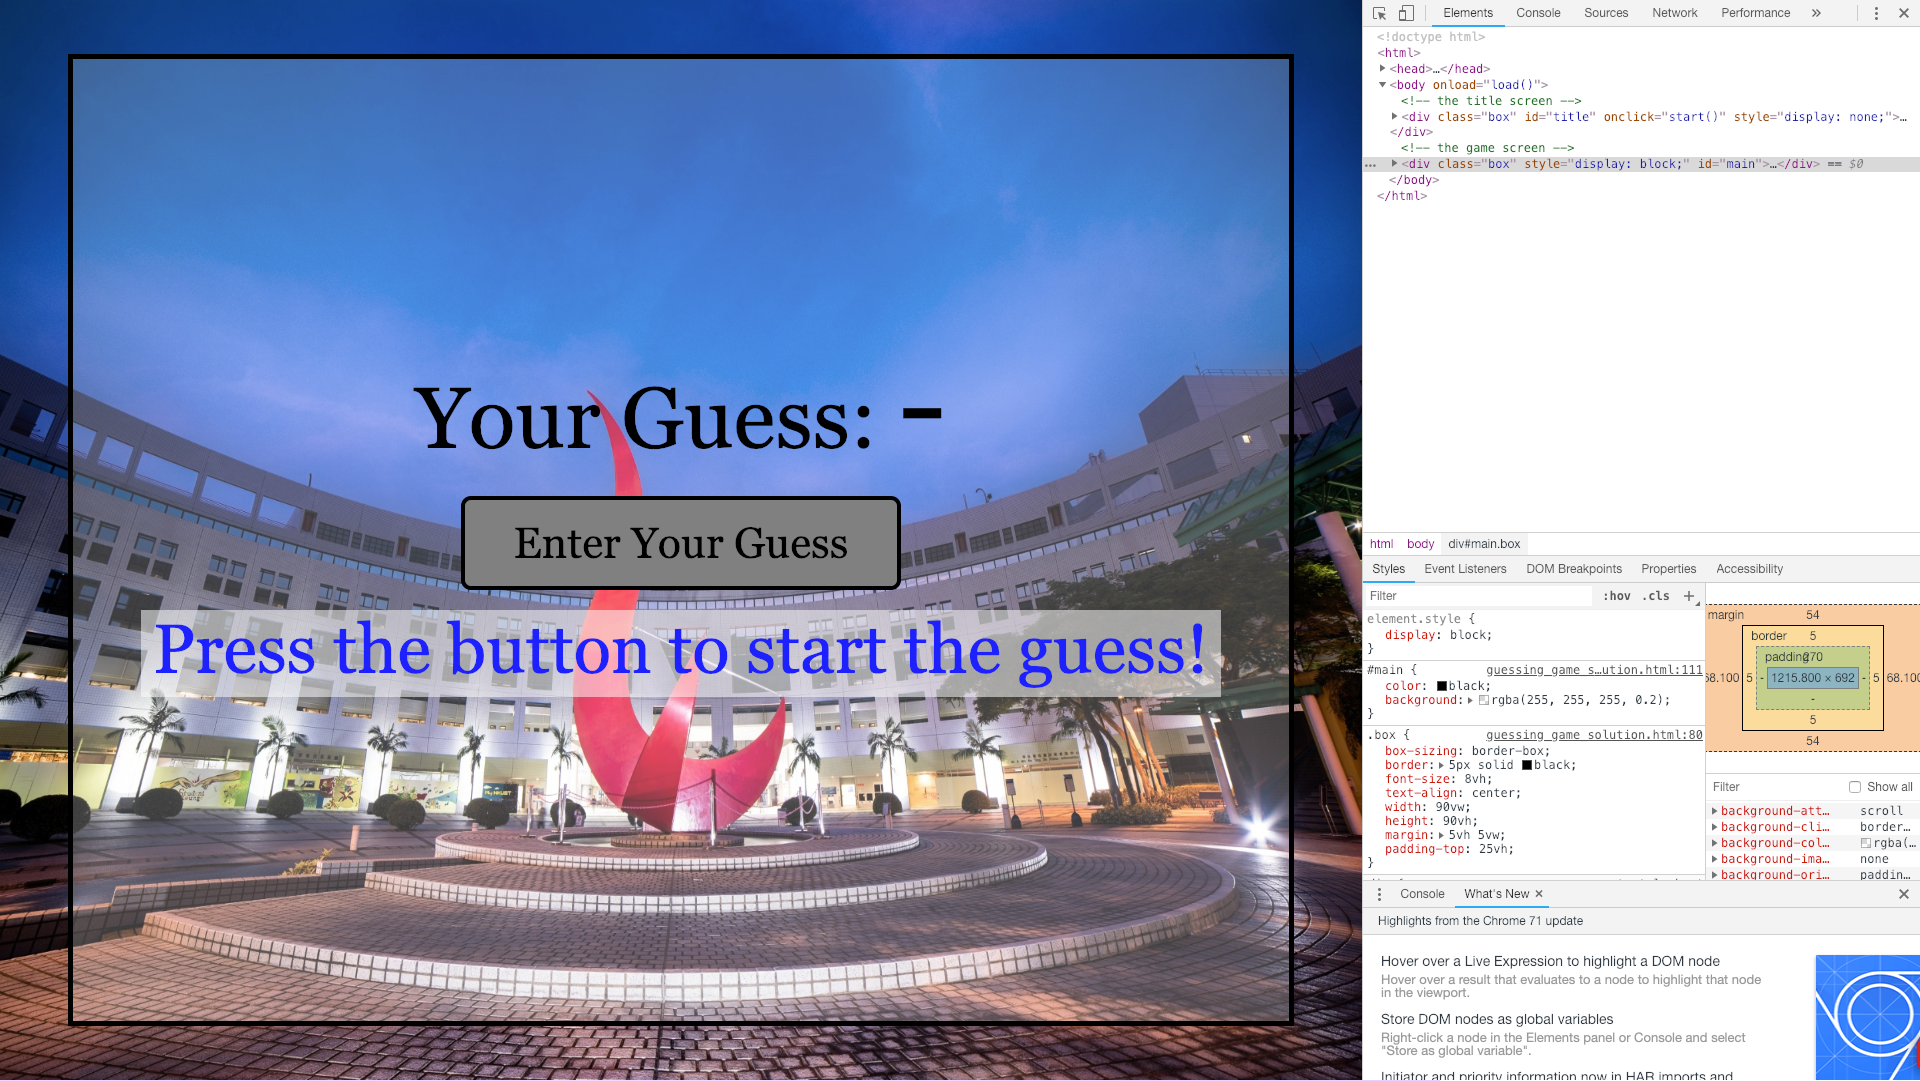 Your Guess: -
Enter Your Guess
Press the button to start the guess!
Elements Console Sources Network Performance »
<!doctype html>
<html>
<head>…</head>
<body onload="load()">
<!-- the title screen -->
<div class="box" id="title" onclick="start()" style="display: none;">…
</div>
<!-- the game screen -->
<div class="box" style="display: block;" id="main">…</div> == $0
</body>
</html>
html body div#main.box
Styles Event Listeners DOM Breakpoints Properties Accessibility
Filter :hov .cls +
element.style {
display: block;
}
#main { guessing game s…ution.html:111
color: black;
background: rgba(255, 255, 255, 0.2);
}
.box { guessing game solution.html:80
box-sizing: border-box;
border: 5px solid black;
font-size: 8vh;
text-align: center;
width: 90vw;
height: 90vh;
margin: 5vh 5vw;
padding-top: 25vh;
}
margin 54
border 5
padding 270
68.100 5 - 1215.800 × 692 - 5 68.100
-
5
54
Filter Show all
background-att… scroll
background-cli… border…
background-col… rgba(…
background-ima… none
background-ori… paddin…
Console What's New ×
Highlights from the Chrome 71 update
Hover over a Live Expression to highlight a DOM node
Hover over a result that evaluates to a node to highlight that node
in the viewport.
Store DOM nodes as global variables
Right-click a node in the Elements panel or Console and select
"Store as global variable".
Initiator and priority information now in HAR imports and